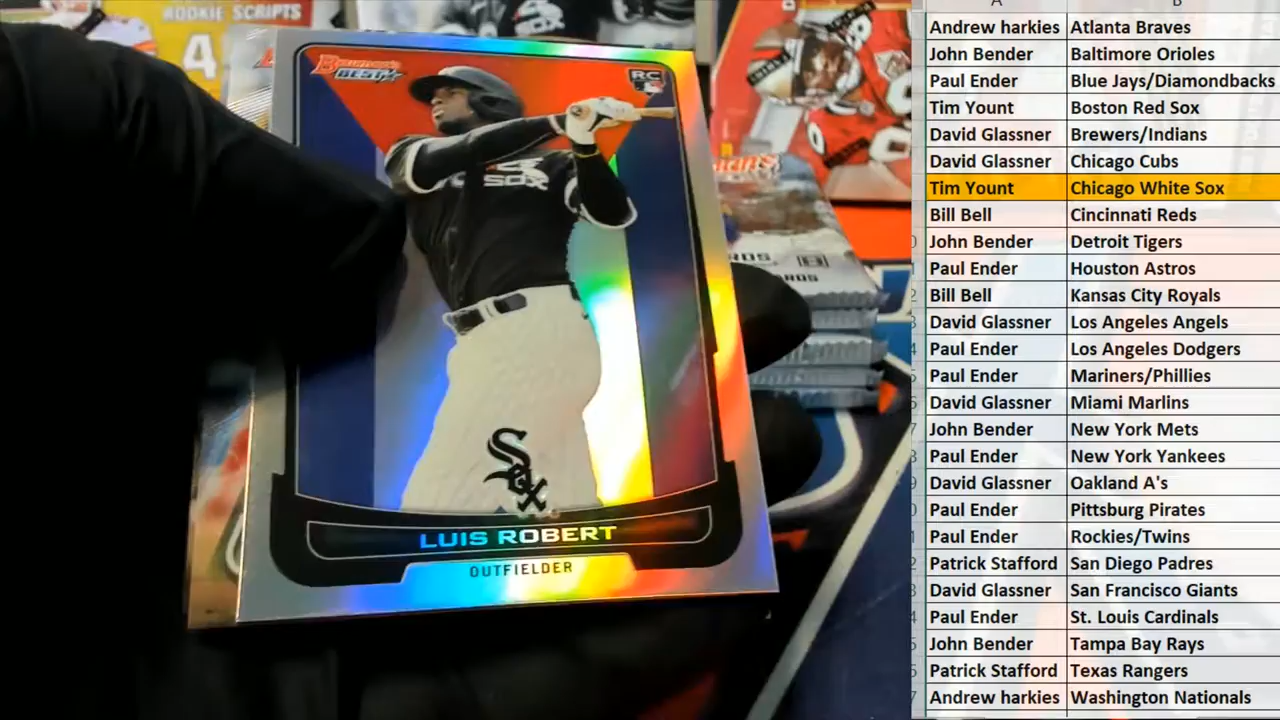 ROOKIE SCRIPTS
4
SOX
Bowman's
BEST
RC
SOX
Sox
LUIS ROBERT
OUTFIELDER
A B
Andrew harkies Atlanta Braves
John Bender Baltimore Orioles
Paul Ender Blue Jays/Diamondbacks
Tim Yount Boston Red Sox
David Glassner Brewers/Indians
David Glassner Chicago Cubs
Tim Yount Chicago White Sox
Bill Bell Cincinnati Reds
John Bender Detroit Tigers
Paul Ender Houston Astros
Bill Bell Kansas City Royals
David Glassner Los Angeles Angels
Paul Ender Los Angeles Dodgers
Paul Ender Mariners/Phillies
David Glassner Miami Marlins
John Bender New York Mets
Paul Ender New York Yankees
David Glassner Oakland A's
Paul Ender Pittsburg Pirates
Paul Ender Rockies/Twins
Patrick Stafford San Diego Padres
David Glassner San Francisco Giants
Paul Ender St. Louis Cardinals
John Bender Tampa Bay Rays
Patrick Stafford Texas Rangers
Andrew harkies Washington Nationals